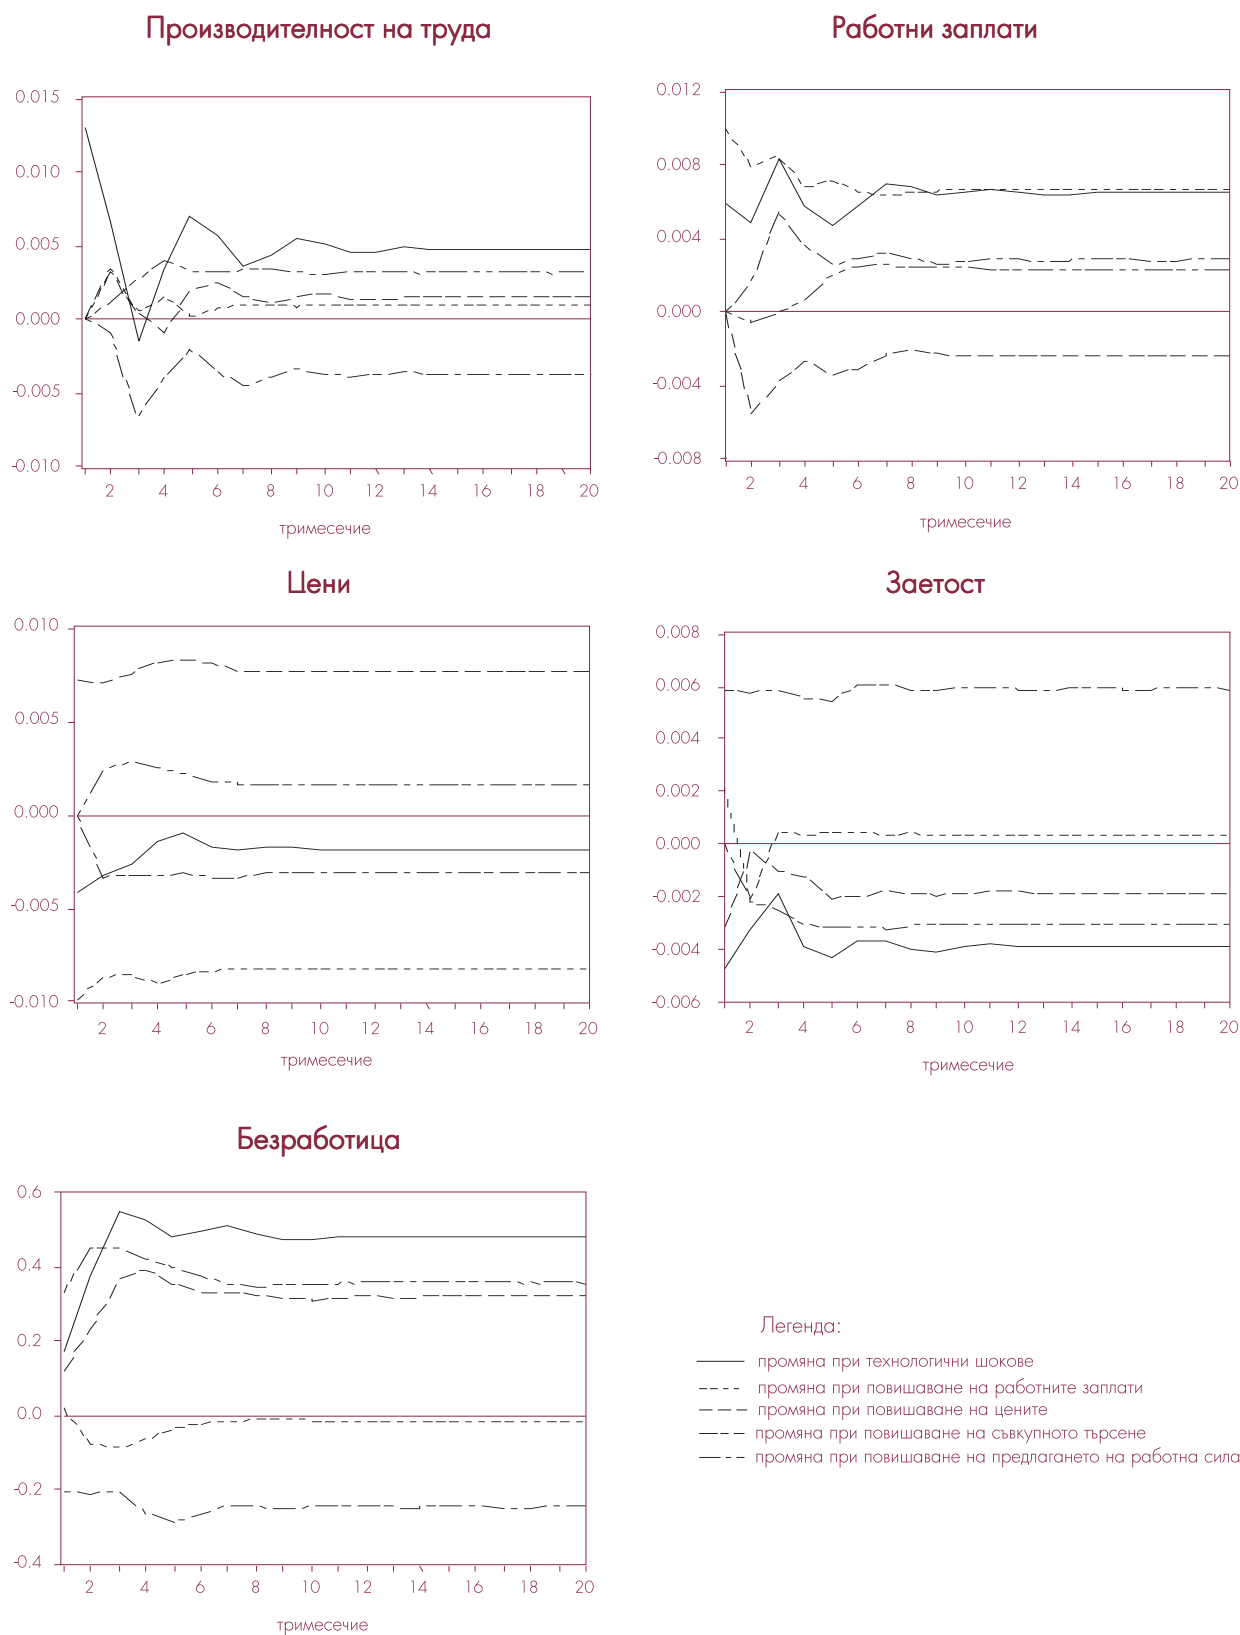 Производителност на труда
0.015
0.010
0.005
0.000
-0.005
-0.010
2 4 6 8 10 12 14 16 18 20
тримесечие
Работни заплати
0.012
0.008
0.004
0.000
-0.004
-0.008
2 4 6 8 10 12 14 16 18 20
тримесечие
Цени
0.010
0.005
0.000
-0.005
-0.010
2 4 6 8 10 12 14 16 18 20
тримесечие
Заетост
0.008
0.006
0.004
0.002
0.000
-0.002
-0.004
-0.006
2 4 6 8 10 12 14 16 18 20
тримесечие
Безработица
0.6
0.4
0.2
0.0
-0.2
-0.4
2 4 6 8 10 12 14 16 18 20
тримесечие
Легенда:
промяна при технологични шокове
промяна при повишаване на работните заплати
промяна при повишаване на цените
промяна при повишаване на съвкупното търсене
промяна при повишаване на предлагането на работна сила